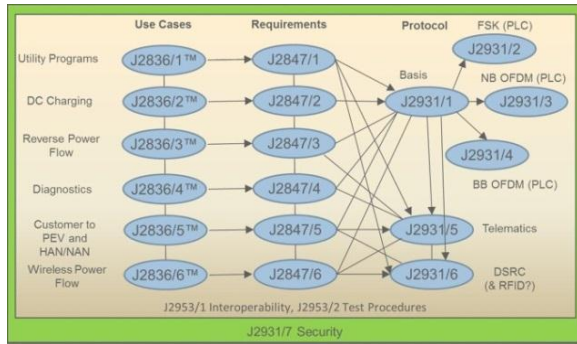 Use Cases
Requirements
Protocol
FSK (PLC)
Utility Programs
J2836/1™
J2847/1
J2931/2
Basis
NB OFDM (PLC)
DC Charging
J2836/2™
J2847/2
J2931/1
J2931/3
Reverse Power
Flow
J2836/3™
J2847/3
J2931/4
BB OFDM (PLC)
Diagnostics
J2836/4™
J2847/4
Customer to
PEV and
HAN/NAN
J2836/5™
J2847/5
J2931/5
Telematics
Wireless Power
Flow
J2836/6™
J2847/6
J2931/6
DSRC
(& RFID?)
J2953/1 Interoperability, J2953/2 Test Procedures
J2931/7 Security